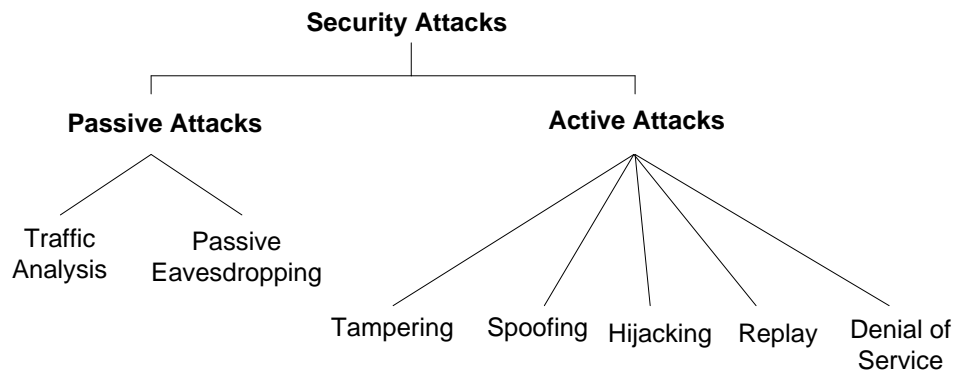 Security Attacks
Passive Attacks
Active Attacks
Traffic
Analysis
Passive
Eavesdropping
Tampering
Spoofing
Hijacking
Replay
Denial of
Service